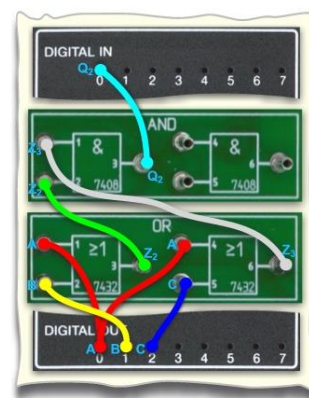 DIGITAL IN
Q2
0 1 2 3 4 5 6 7
AND
Z3 1 & 3 4 & 6
Z2 2 7408 Q2 5 7408
OR
A 1 ≥1 3 Z2 A 4 ≥1 6 Z3
B 2 7432 C 5 7432
DIGITAL OU
A B C
0 1 2 3 4 5 6 7